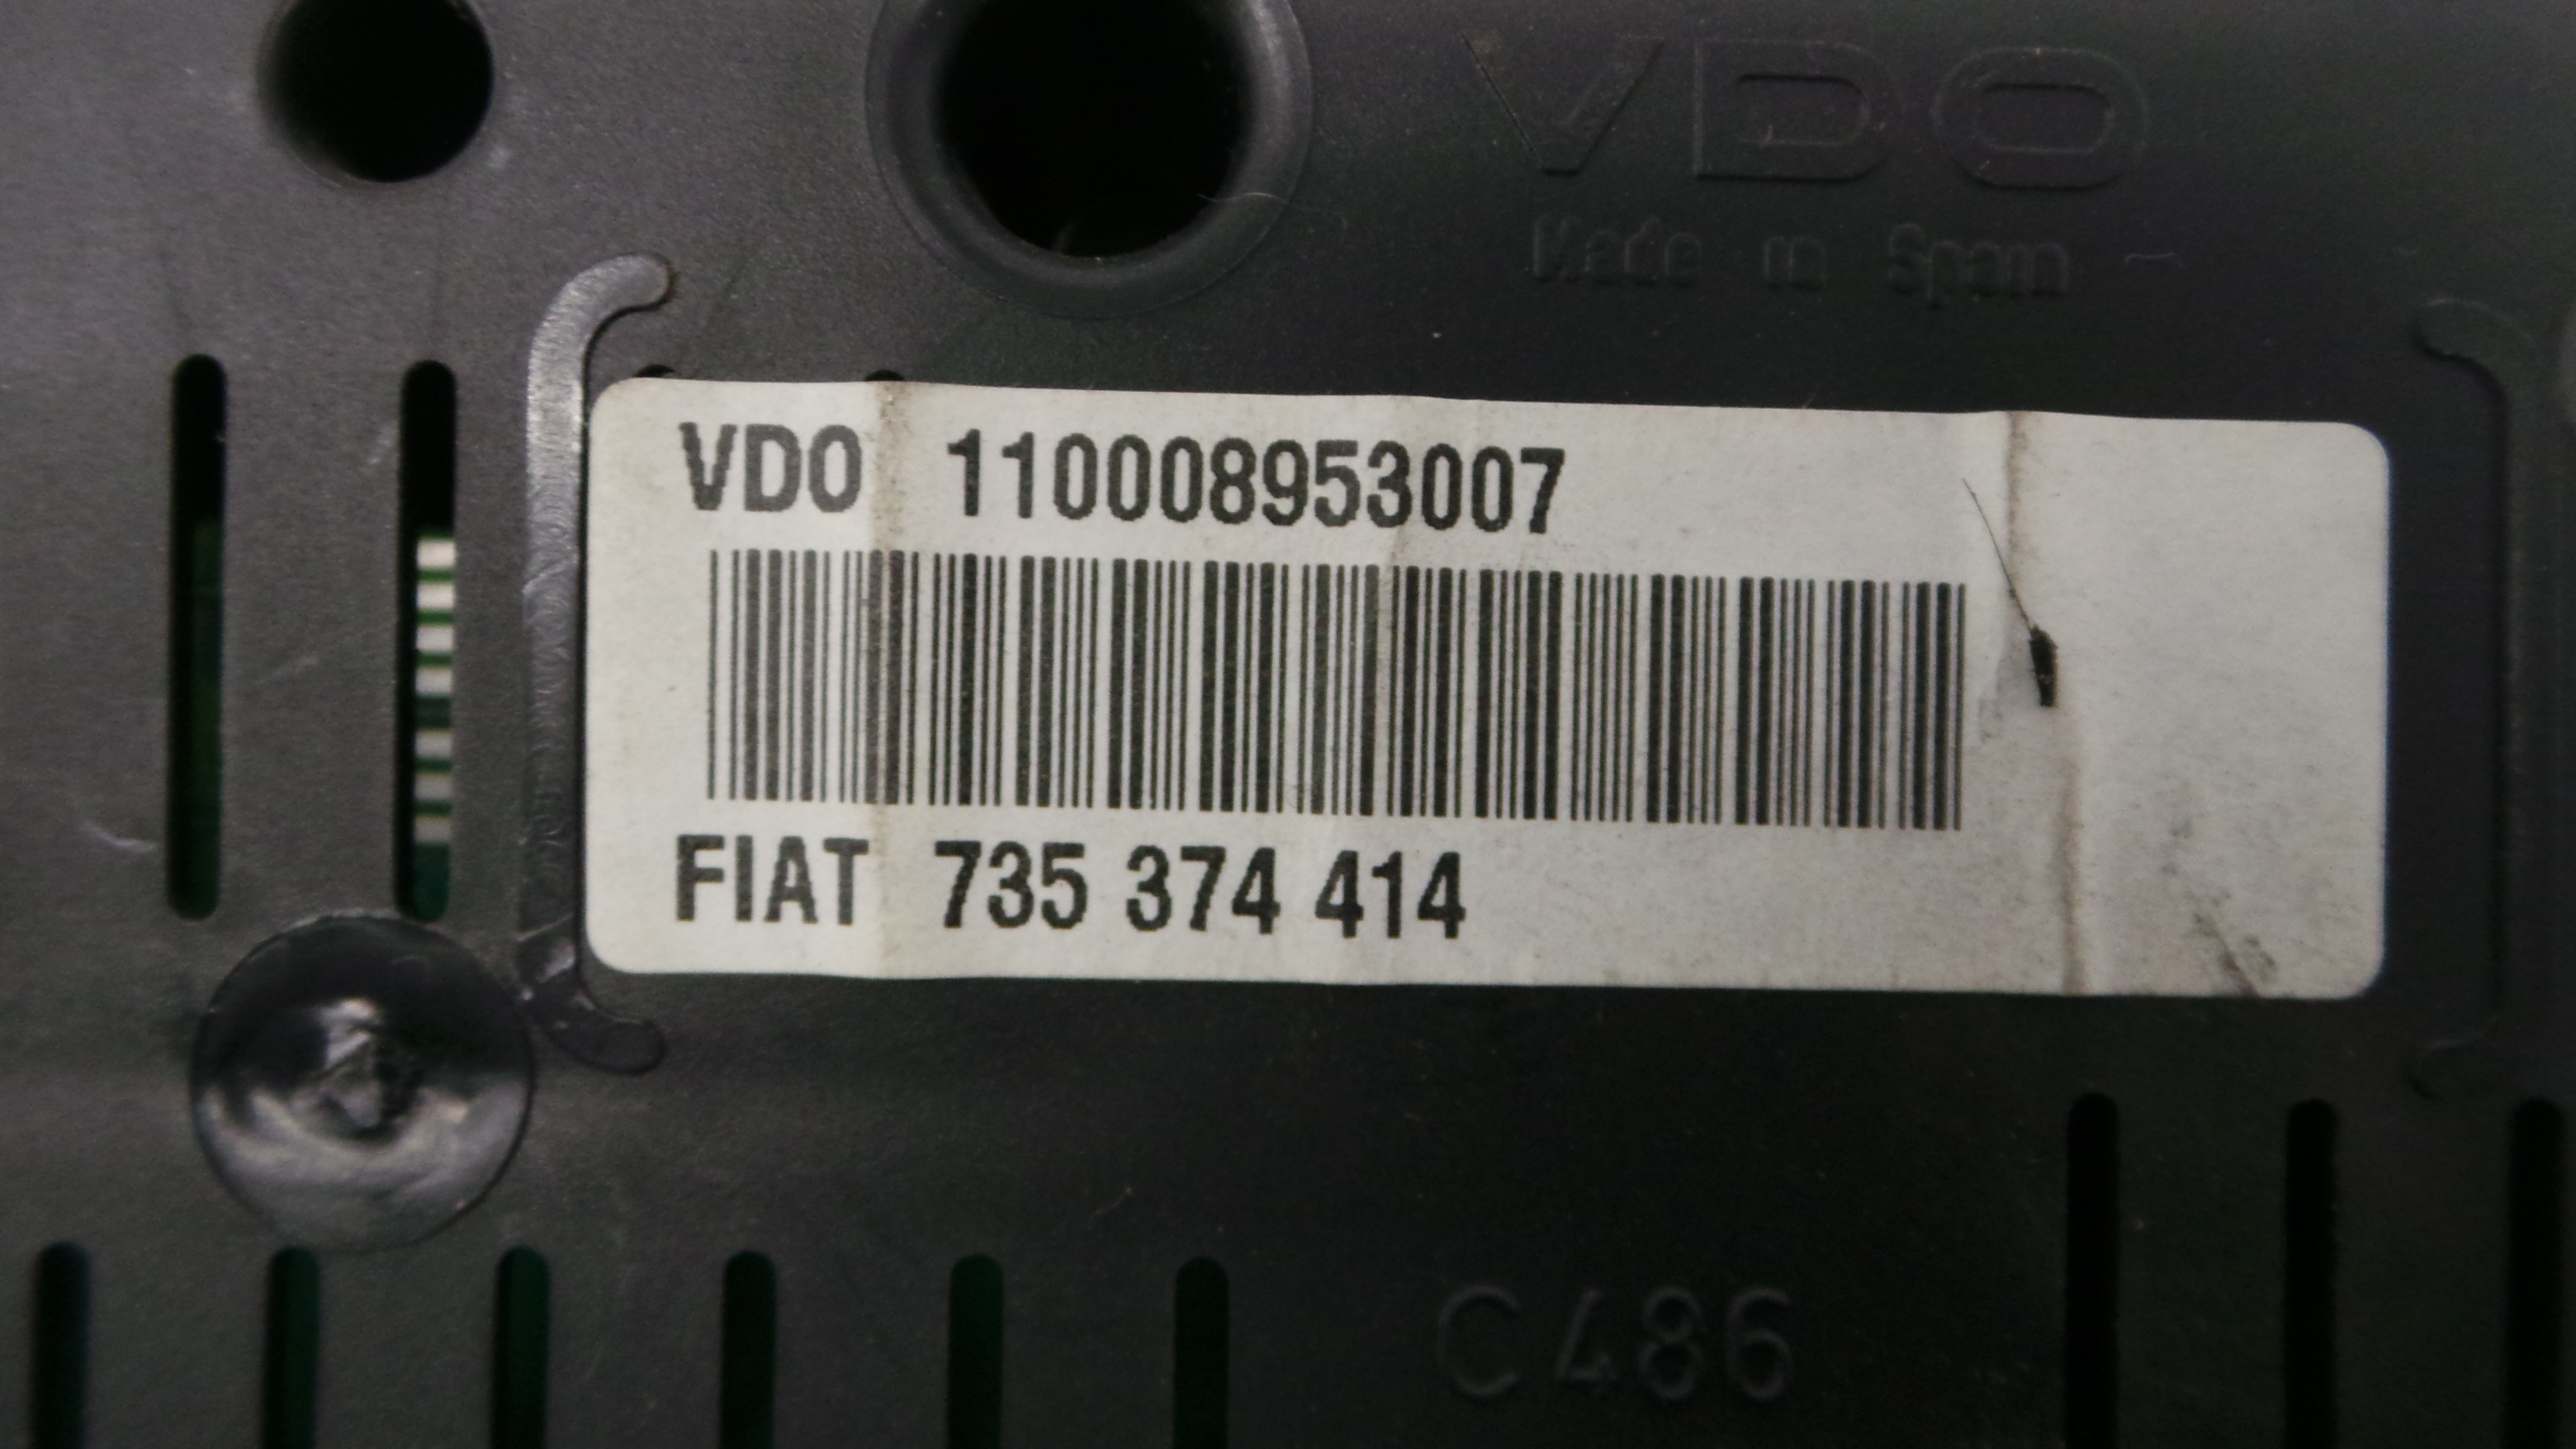 VDO
Made in Spain
VDO 110008953007
FIAT 735 374 414
C486